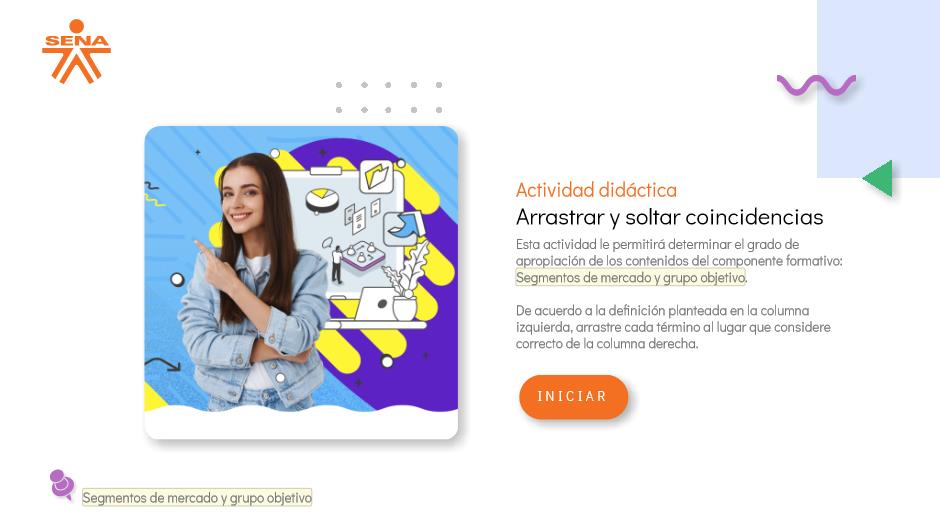 SENA
Actividad didáctica
Arrastrar y soltar coincidencias
Esta actividad le permitirá determinar el grado de
apropiación de los contenidos del componente formativo:
Segmentos de mercado y grupo objetivo.
De acuerdo a la definición planteada en la columna
izquierda, arrastre cada término al lugar que considere
correcto de la columna derecha.
INICIAR
Segmentos de mercado y grupo objetivo